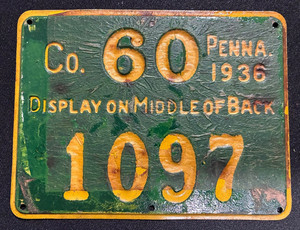 Co. 60 PENNA.
1936
DISPLAY ON MIDDLE OF BACK
1097